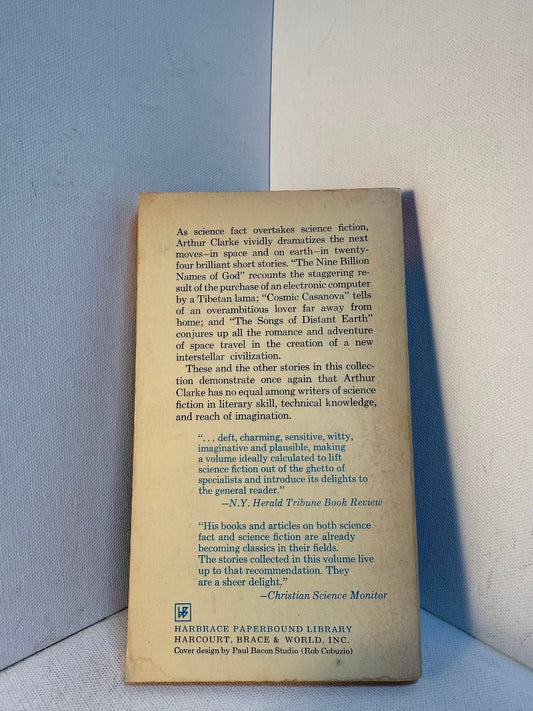 As science fact overtakes science fiction,
Arthur Clarke vividly dramatizes the next
moves—in space and on earth—in twenty-
four brilliant short stories. “The Nine Billion
Names of God” recounts the staggering re-
sult of the purchase of an electronic computer
by a Tibetan lama; “Cosmic Casanova” tells
of an overambitious lover far away from
home; and “The Songs of Distant Earth”
conjures up all the romance and adventure
of space travel in the creation of a new
interstellar civilization.
These and the other stories in this collec-
tion demonstrate once again that Arthur
Clarke has no equal among writers of science
fiction in literary skill, technical knowledge,
and reach of imagination.
“. . . deft, charming, sensitive, witty,
imaginative and plausible, making
a volume ideally calculated to lift
science fiction out of the ghetto of
specialists and introduce its delights to
the general reader.”
—N.Y. Herald Tribune Book Review
“His books and articles on both science
fact and science fiction are already
becoming classics in their fields.
The stories collected in this volume live
up to that recommendation. They
are a sheer delight.”
—Christian Science Monitor
HARBRACE PAPERBOUND LIBRARY
HARCOURT, BRACE & WORLD, INC.
Cover design by Paul Bacon Studio (Rob Cobuzio)